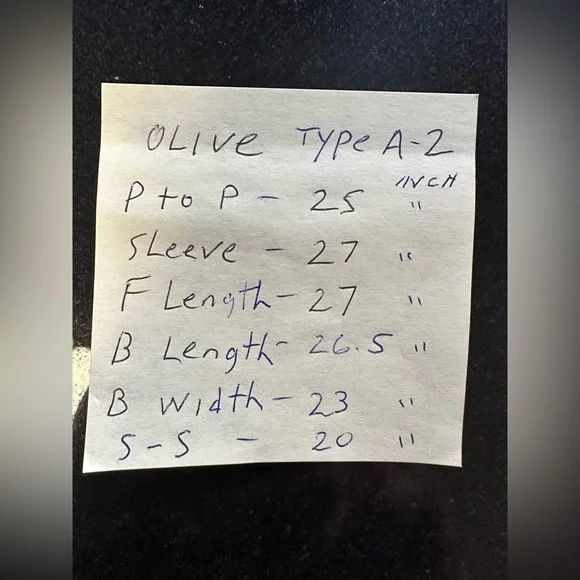 OLIVE TYPE A-2
INCH
P to P - 25 "
SLeeve - 27 "
F Length - 27 "
B Length - 26.5 "
B width - 23 "
S-S - 20 "